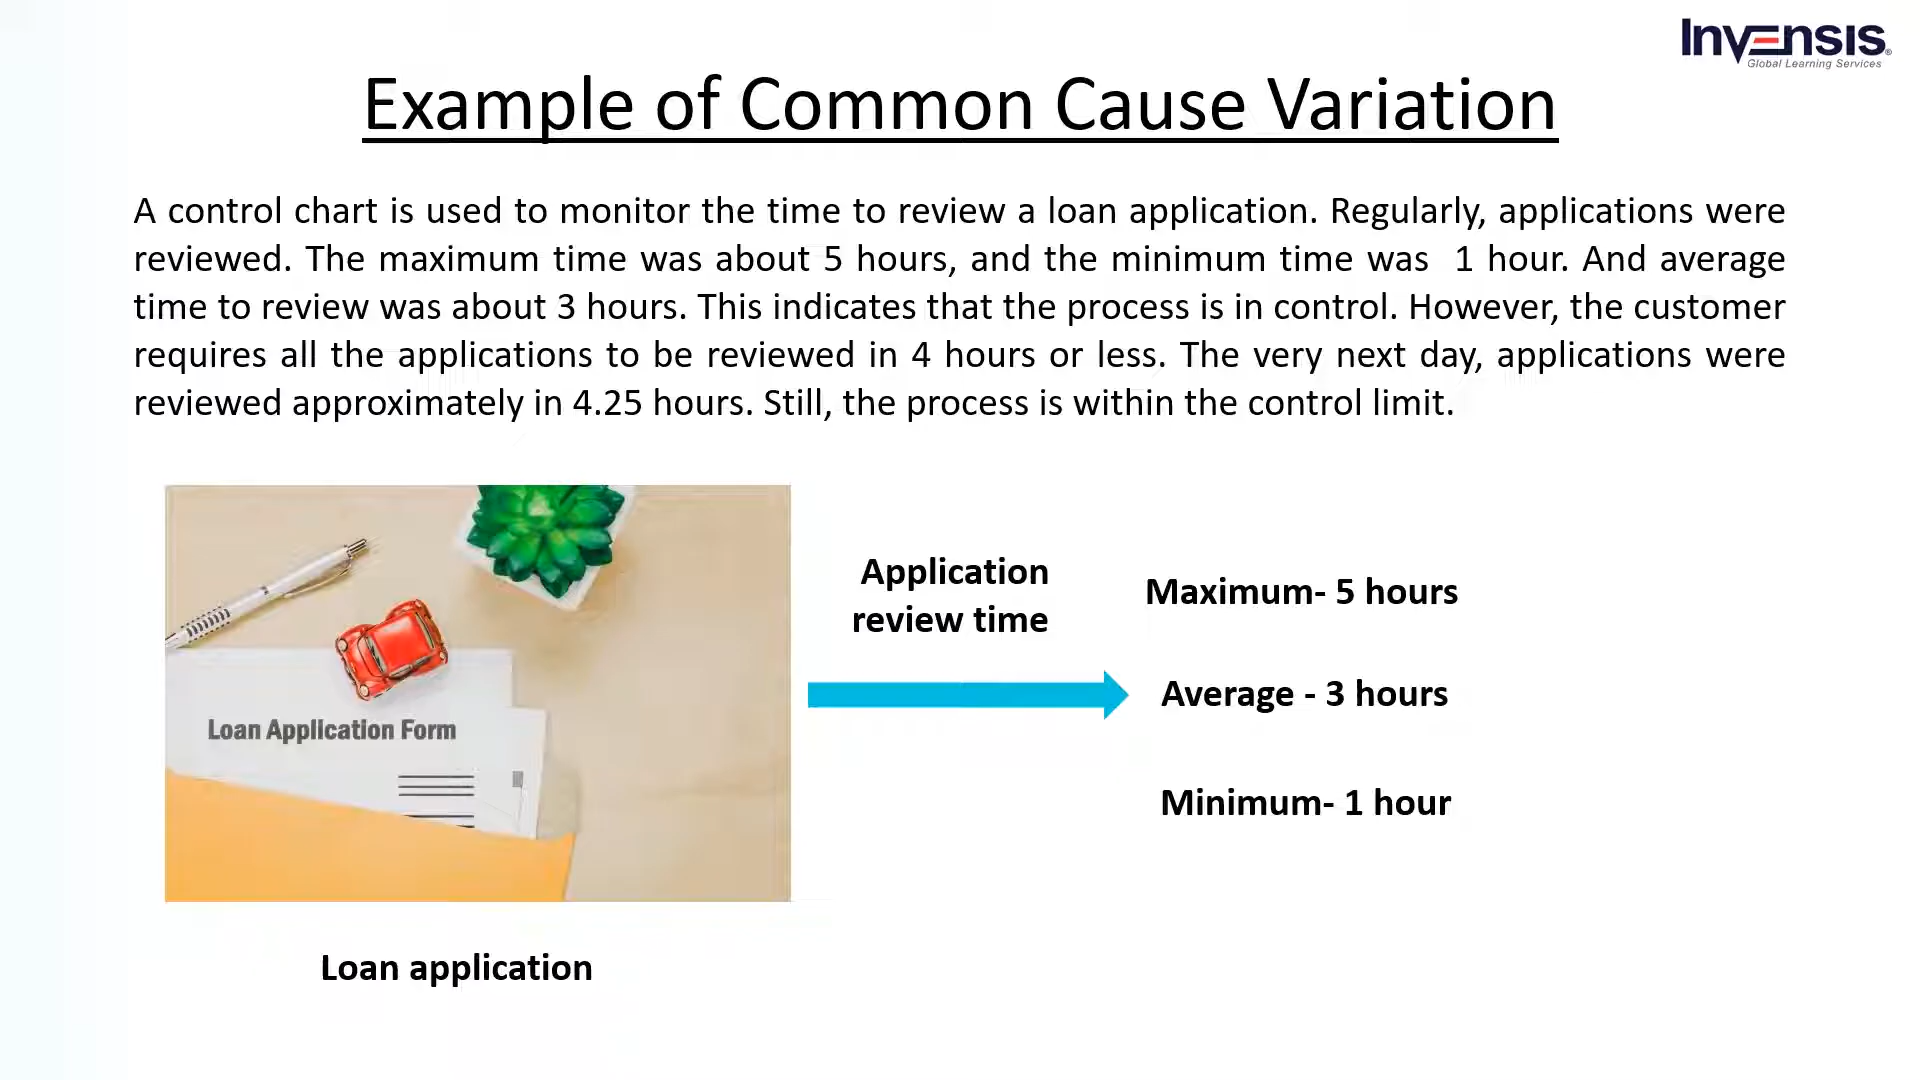 Invensis
Global Learning Services
Example of Common Cause Variation
A control chart is used to monitor the time to review a loan application. Regularly, applications were
reviewed. The maximum time was about 5 hours, and the minimum time was 1 hour. And average
time to review was about 3 hours. This indicates that the process is in control. However, the customer
requires all the applications to be reviewed in 4 hours or less. The very next day, applications were
reviewed approximately in 4.25 hours. Still, the process is within the control limit.
Application
review time
Maximum- 5 hours
Average - 3 hours
Minimum- 1 hour
Loan Application Form
Loan application